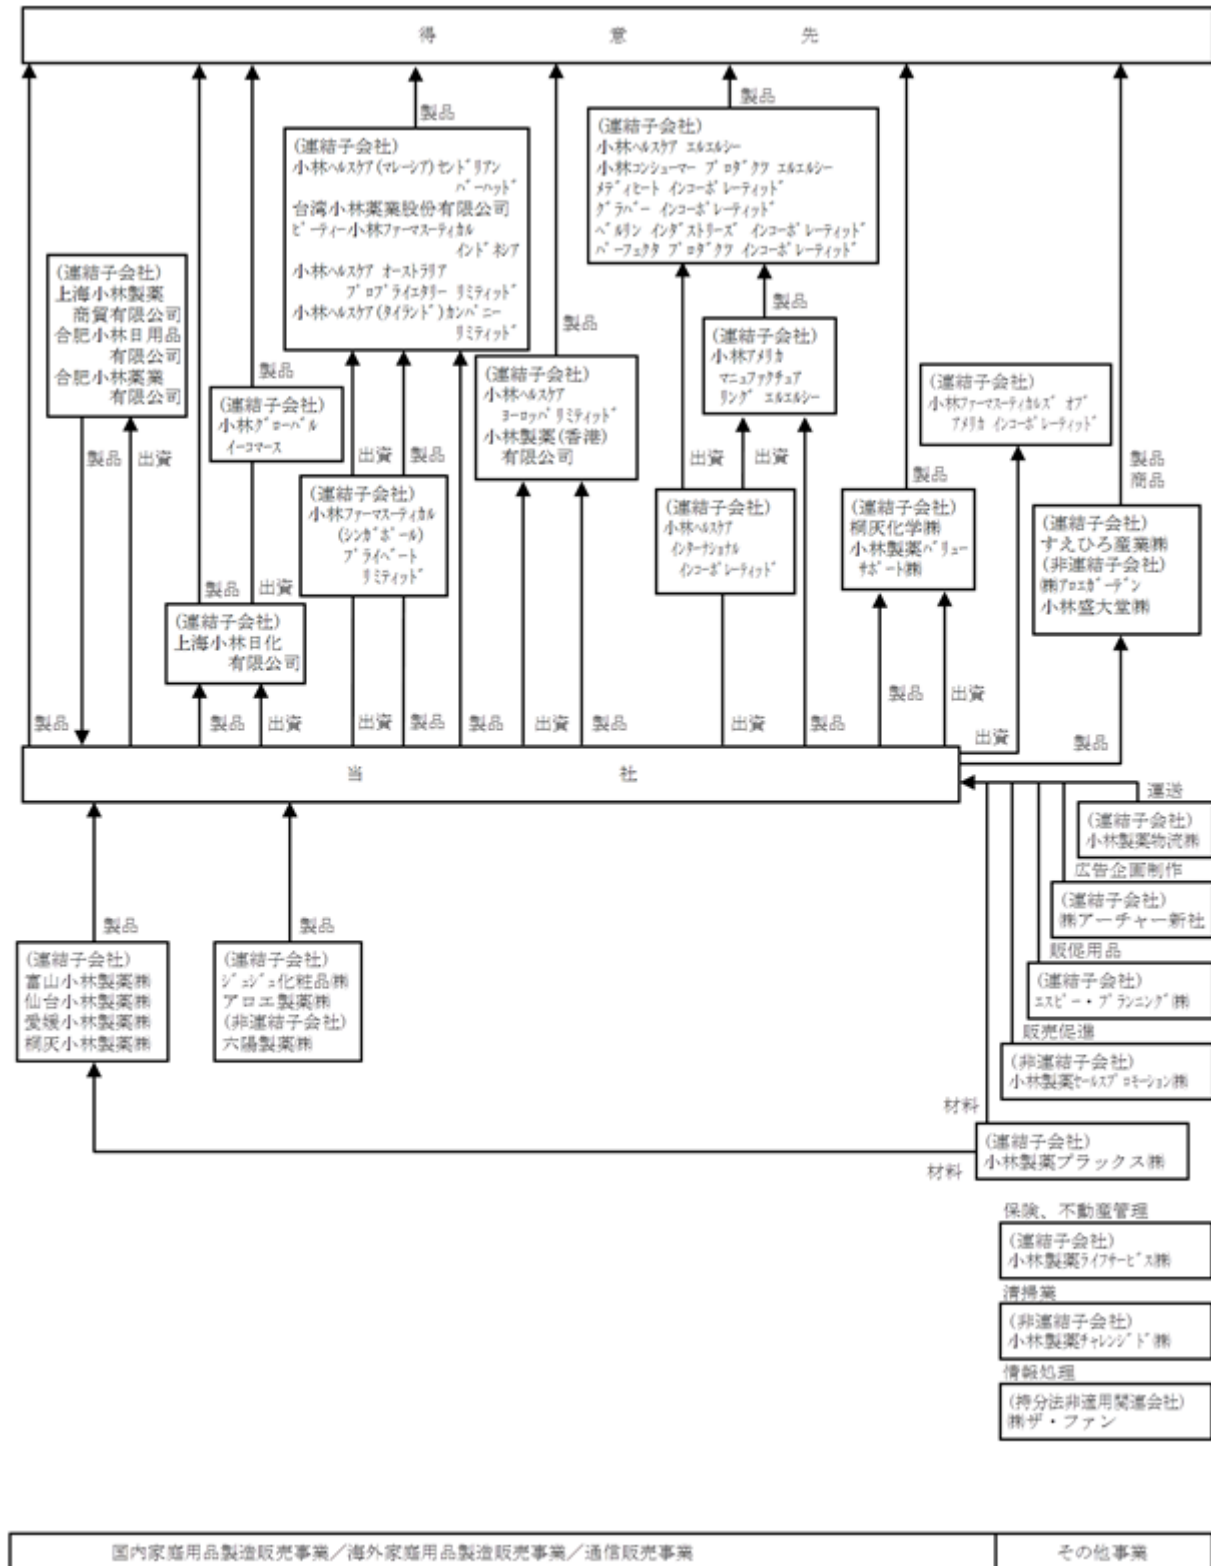 得意先
製品
(連結子会社)
小林ヘルスケア エルエルシー
小林コンシューマー プロダクツ エルエルシー
メディヒート インコーポレーティッド
グラバー インコーポレーティッド
ベルリン インダストリーズ インコーポレーティッド
パーフェクタ プロダクツ インコーポレーティッド
製品
(連結子会社)
小林ヘルスケア(マレーシア)センドリアン
バーハッド
台湾小林薬業股份有限公司
ピーティー小林ファーマスーティカル
インドネシア
小林ヘルスケア オーストラリア
プロプライエタリー リミティッド
小林ヘルスケア(タイランド)カンパニー
リミティッド
(連結子会社)
上海小林製薬
商貿有限公司
合肥小林日用品
有限公司
合肥小林薬業
有限公司
製品
(連結子会社)
小林グローバル
イーコマース
製品
(連結子会社)
小林ヘルスケア
ヨーロッパ リミティッド
小林製薬(香港)
有限公司
製品
(連結子会社)
小林アメリカ
マニュファクチュア
リング エルエルシー
(連結子会社)
小林ファーマスーティカルズ オブ
アメリカ インコーポレーティッド
製品 出資
出資 製品
出資 出資
製品
製品
商品
(連結子会社)
小林ファーマスーティカル
(シンガポール)
プライベート
リミティッド
(連結子会社)
小林ヘルスケア
インターナショナル
インコーポレーティッド
(連結子会社)
桐灰化学㈱
小林製薬バリュー
サポート㈱
(連結子会社)
すえひろ産業㈱
(非連結子会社)
㈱アロエガーデン
小林盛大堂㈱
製品 出資
(連結子会社)
上海小林日化
有限公司
製品 製品 出資 出資 製品 製品 出資 製品 出資 製品 製品 出資 出資 製品
当社
運送
(連結子会社)
小林製薬物流㈱
広告企画制作
(連結子会社)
㈱アーチャー新社
販促用品
(連結子会社)
エスピー・プランニング㈱
販売促進
(非連結子会社)
小林製薬セールスプロモーション㈱
製品
(連結子会社)
富山小林製薬㈱
仙台小林製薬㈱
愛媛小林製薬㈱
桐灰小林製薬㈱
製品
(連結子会社)
ジュジュ化粧品㈱
アロエ製薬㈱
(非連結子会社)
六陽製薬㈱
材料
(連結子会社)
小林製薬プラックス㈱
材料
保険、不動産管理
(連結子会社)
小林製薬ライフサービス㈱
清掃業
(非連結子会社)
小林製薬チャレンジド㈱
情報処理
(持分法非適用関連会社)
㈱ザ・ファン
国内家庭用品製造販売事業／海外家庭用品製造販売事業／通信販売事業
その他事業